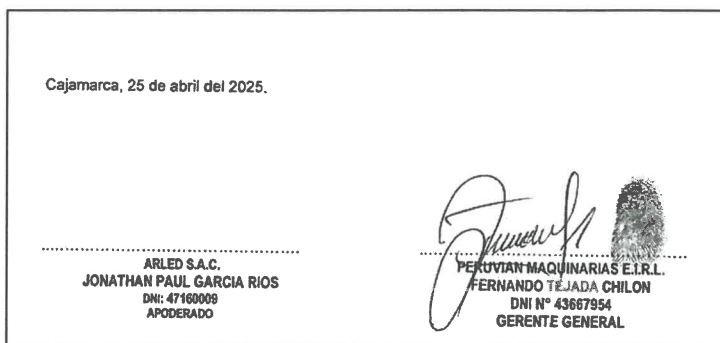 Cajamarca, 25 de abril del 2025.
ARLED S.A.C.
JONATHAN PAUL GARCIA RIOS
DNI: 47160009
APODERADO
PERUVIAN MAQUINARIAS E.I.R.L.
FERNANDO TEJADA CHILON
DNI N° 43667954
GERENTE GENERAL